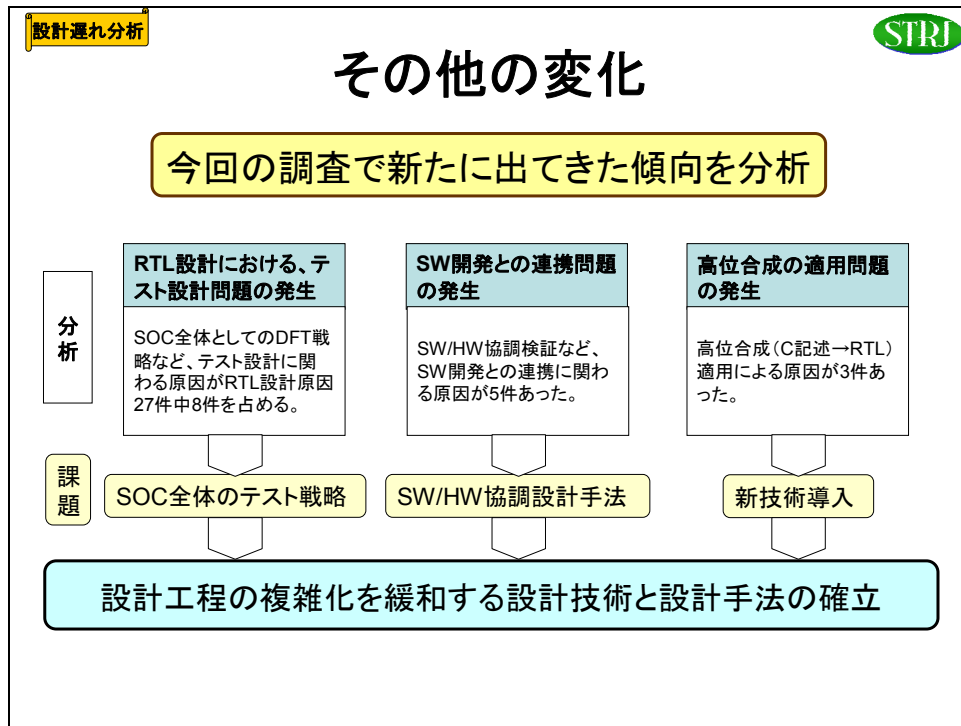 設計遅れ分析
STRJ
その他の変化
今回の調査で新たに出てきた傾向を分析
分析
RTL設計における、テ
スト設計問題の発生
SOC全体としてのDFT戦
略など、テスト設計に関
わる原因がRTL設計原因
27件中8件を占める。
SW開発との連携問題
の発生
SW/HW協調検証など、
SW開発との連携に関わ
る原因が5件あった。
高位合成の適用問題
の発生
高位合成(C記述→RTL)
適用による原因が3件あ
った。
課題
SOC全体のテスト戦略
SW/HW協調設計手法
新技術導入
設計工程の複雑化を緩和する設計技術と設計手法の確立